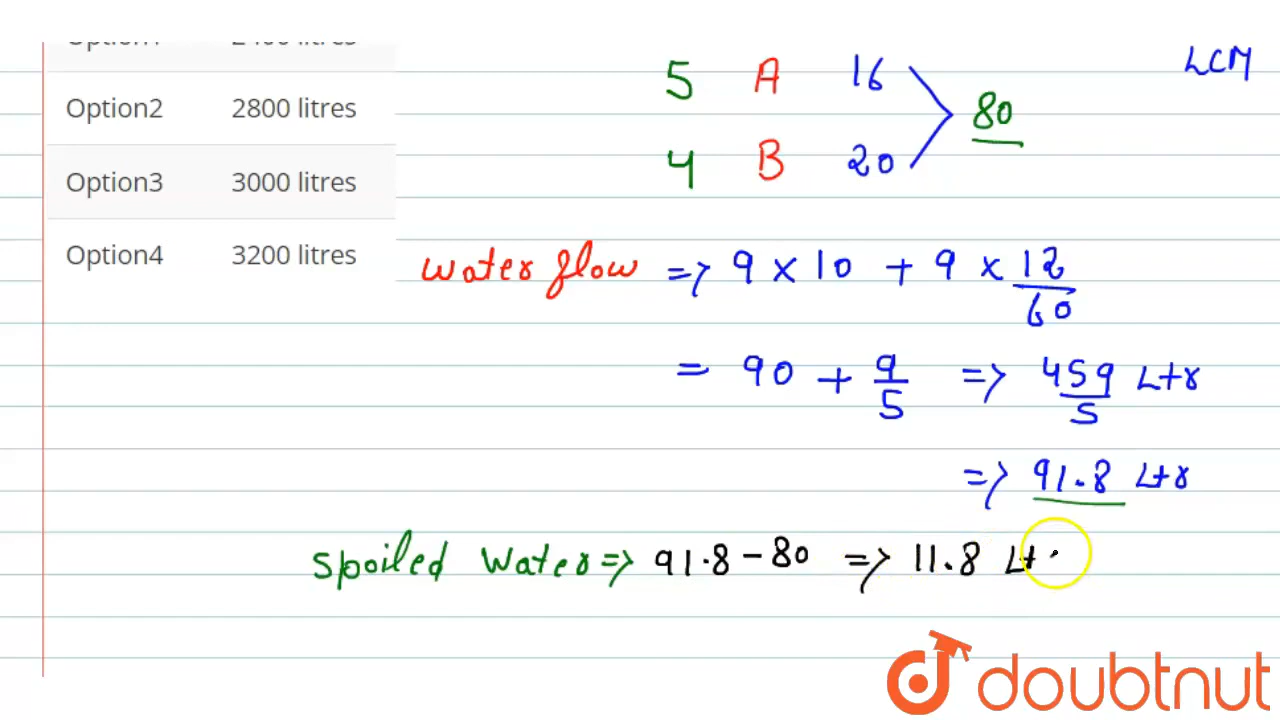 LCM
5 A 16
80
4 B 20
Option2 2800 litres
Option3 3000 litres
Option4 3200 litres
water flow => 9 × 10 + 9 × 12/60
= 90 + 9/5 => 459/5 Ltr
=> 91.8 Ltr
Spoiled Water => 91.8 - 80 => 11.8 Lt
doubtnut